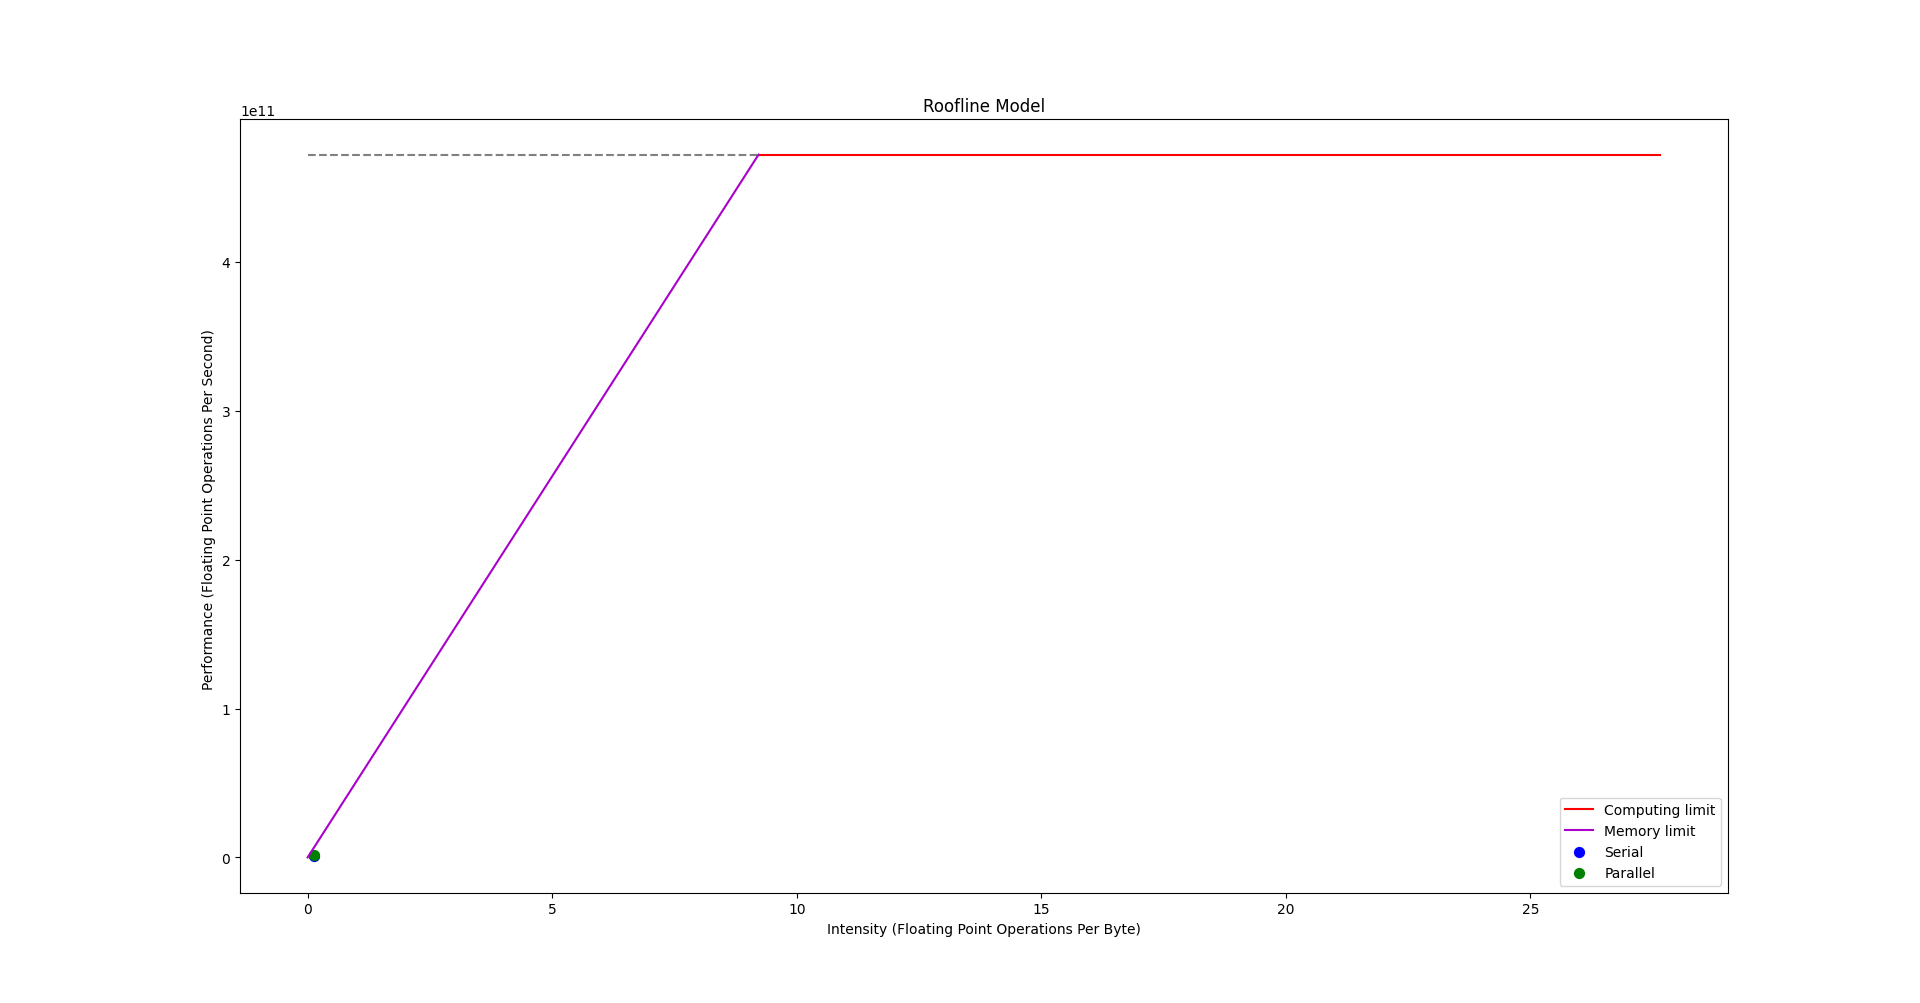 Roofline Model
1e11
4
3
2
1
0
Performance (Floating Point Operations Per Second)
0 5 10 15 20 25
Intensity (Floating Point Operations Per Byte)
Computing limit
Memory limit
Serial
Parallel